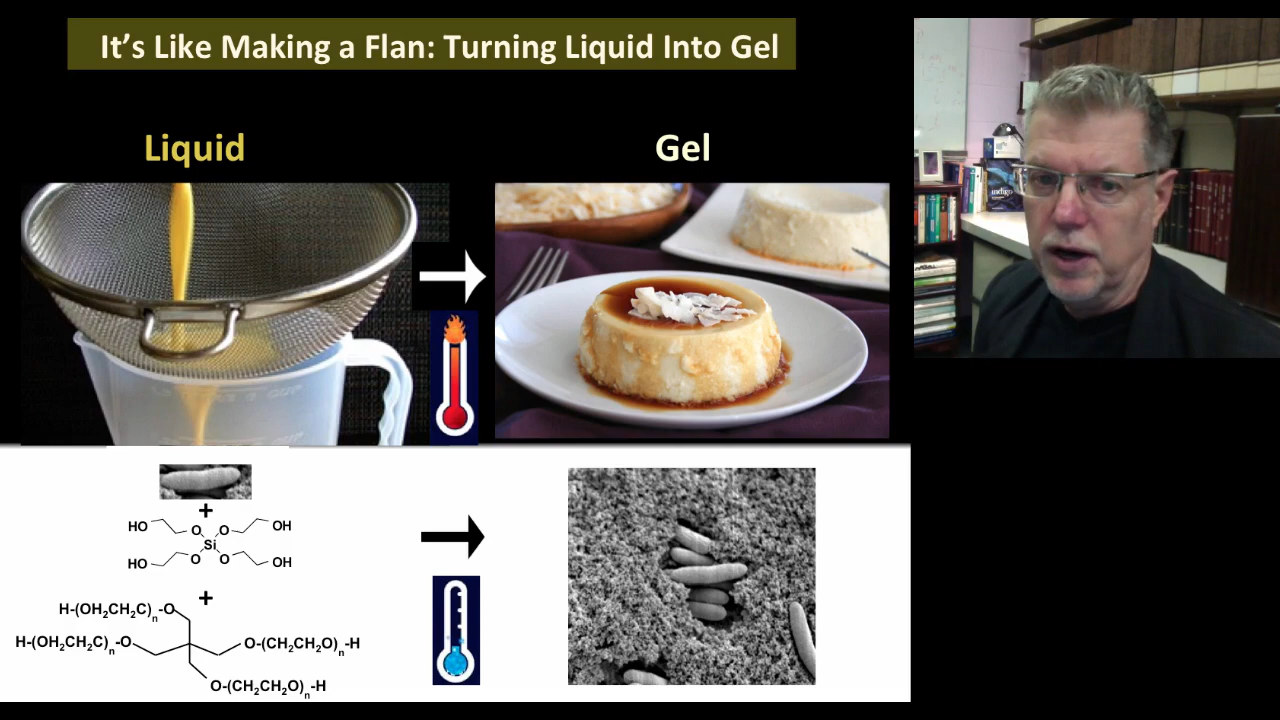 It's Like Making a Flan: Turning Liquid Into Gel
Liquid
Gel
indigo
+
HO O O OH
Si
HO O O OH
+
H-(OH₂CH₂C)ₙ-O
H-(OH₂CH₂C)ₙ-O O-(CH₂CH₂O)ₙ-H
O-(CH₂CH₂O)ₙ-H